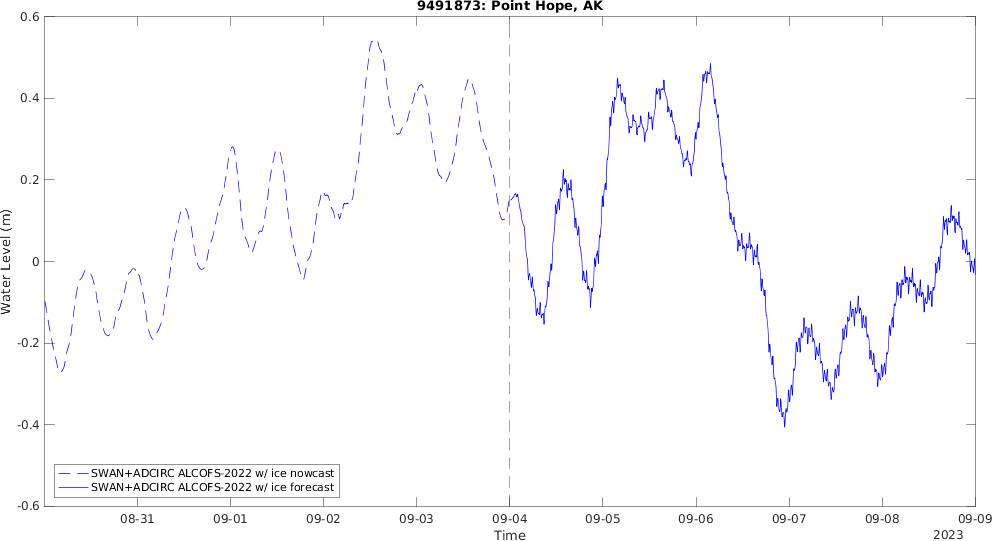 9491873: Point Hope, AK
Water Level (m)
0.6
0.4
0.2
0
-0.2
-0.4
-0.6
SWAN+ADCIRC ALCOFS-2022 w/ ice nowcast
SWAN+ADCIRC ALCOFS-2022 w/ ice forecast
08-31 09-01 09-02 09-03 09-04 09-05 09-06 09-07 09-08 09-09
Time
2023